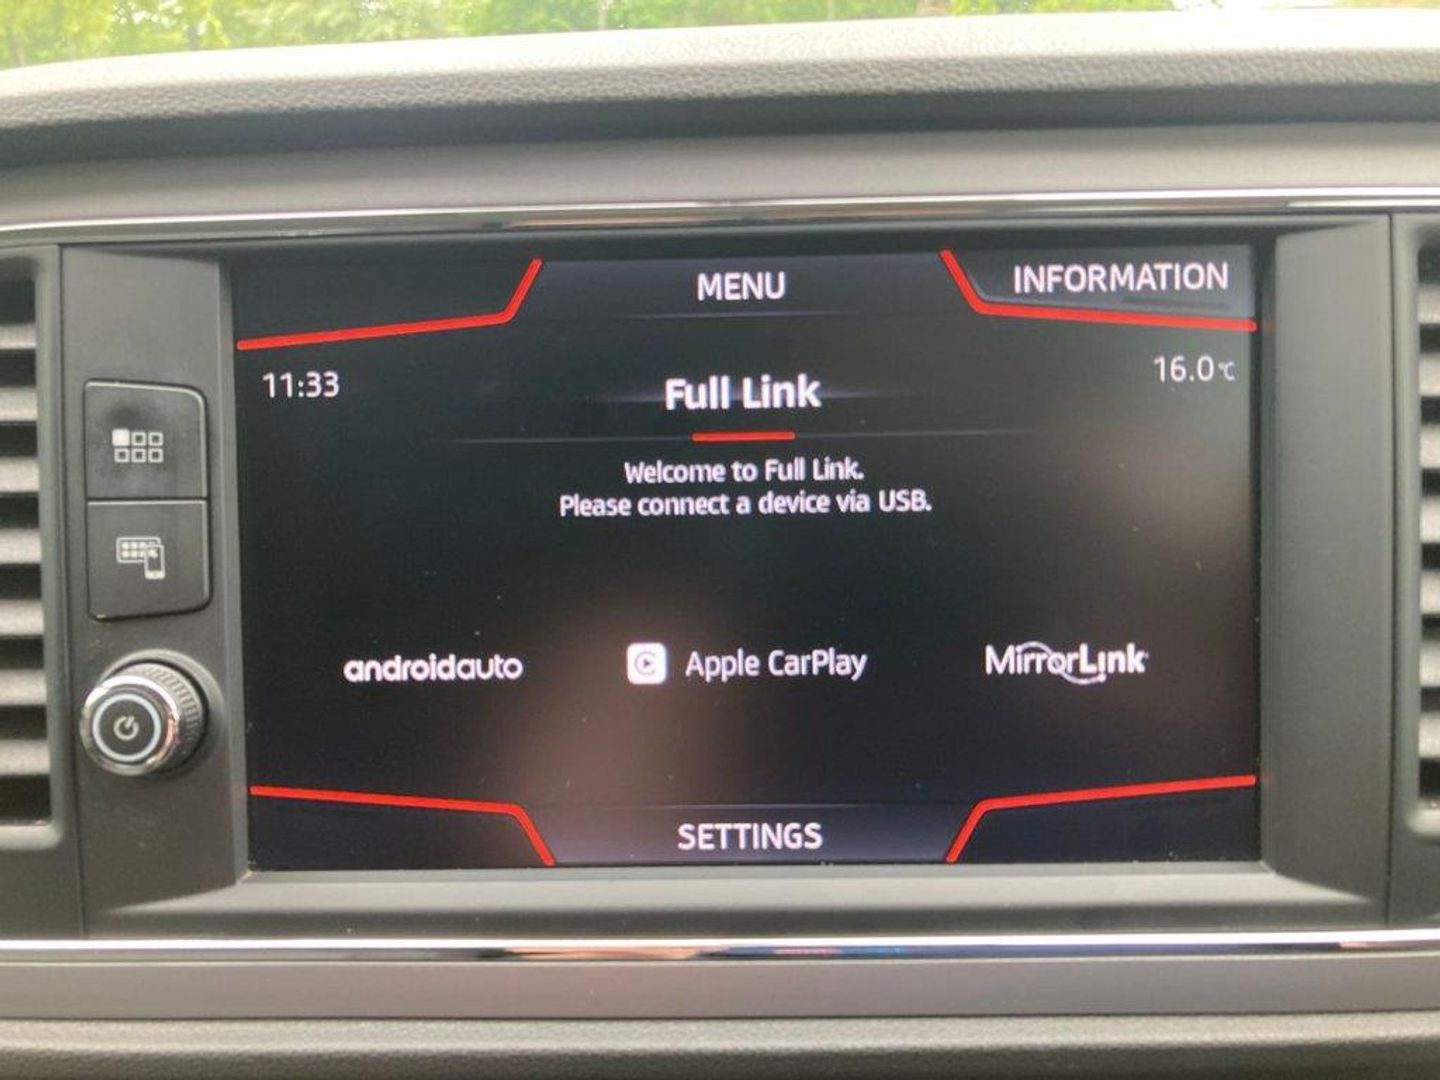 MENU
INFORMATION
11:33
16.0°C
Full Link
Welcome to Full Link.
Please connect a device via USB.
androidauto
Apple CarPlay
MirrorLink
SETTINGS